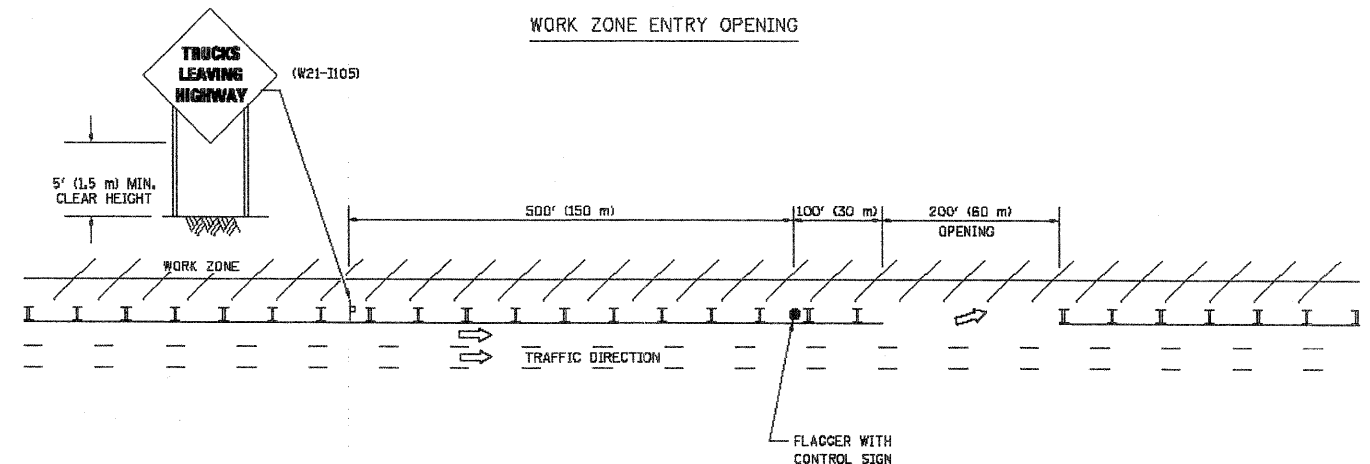 WORK ZONE ENTRY OPENING
TRUCKS
LEAVING
HIGHWAY
(W21-I105)
5' (1.5 m) MIN.
CLEAR HEIGHT
500' (150 m)
100' (30 m)
200' (60 m)
OPENING
WORK ZONE
TRAFFIC DIRECTION
FLAGGER WITH
CONTROL SIGN